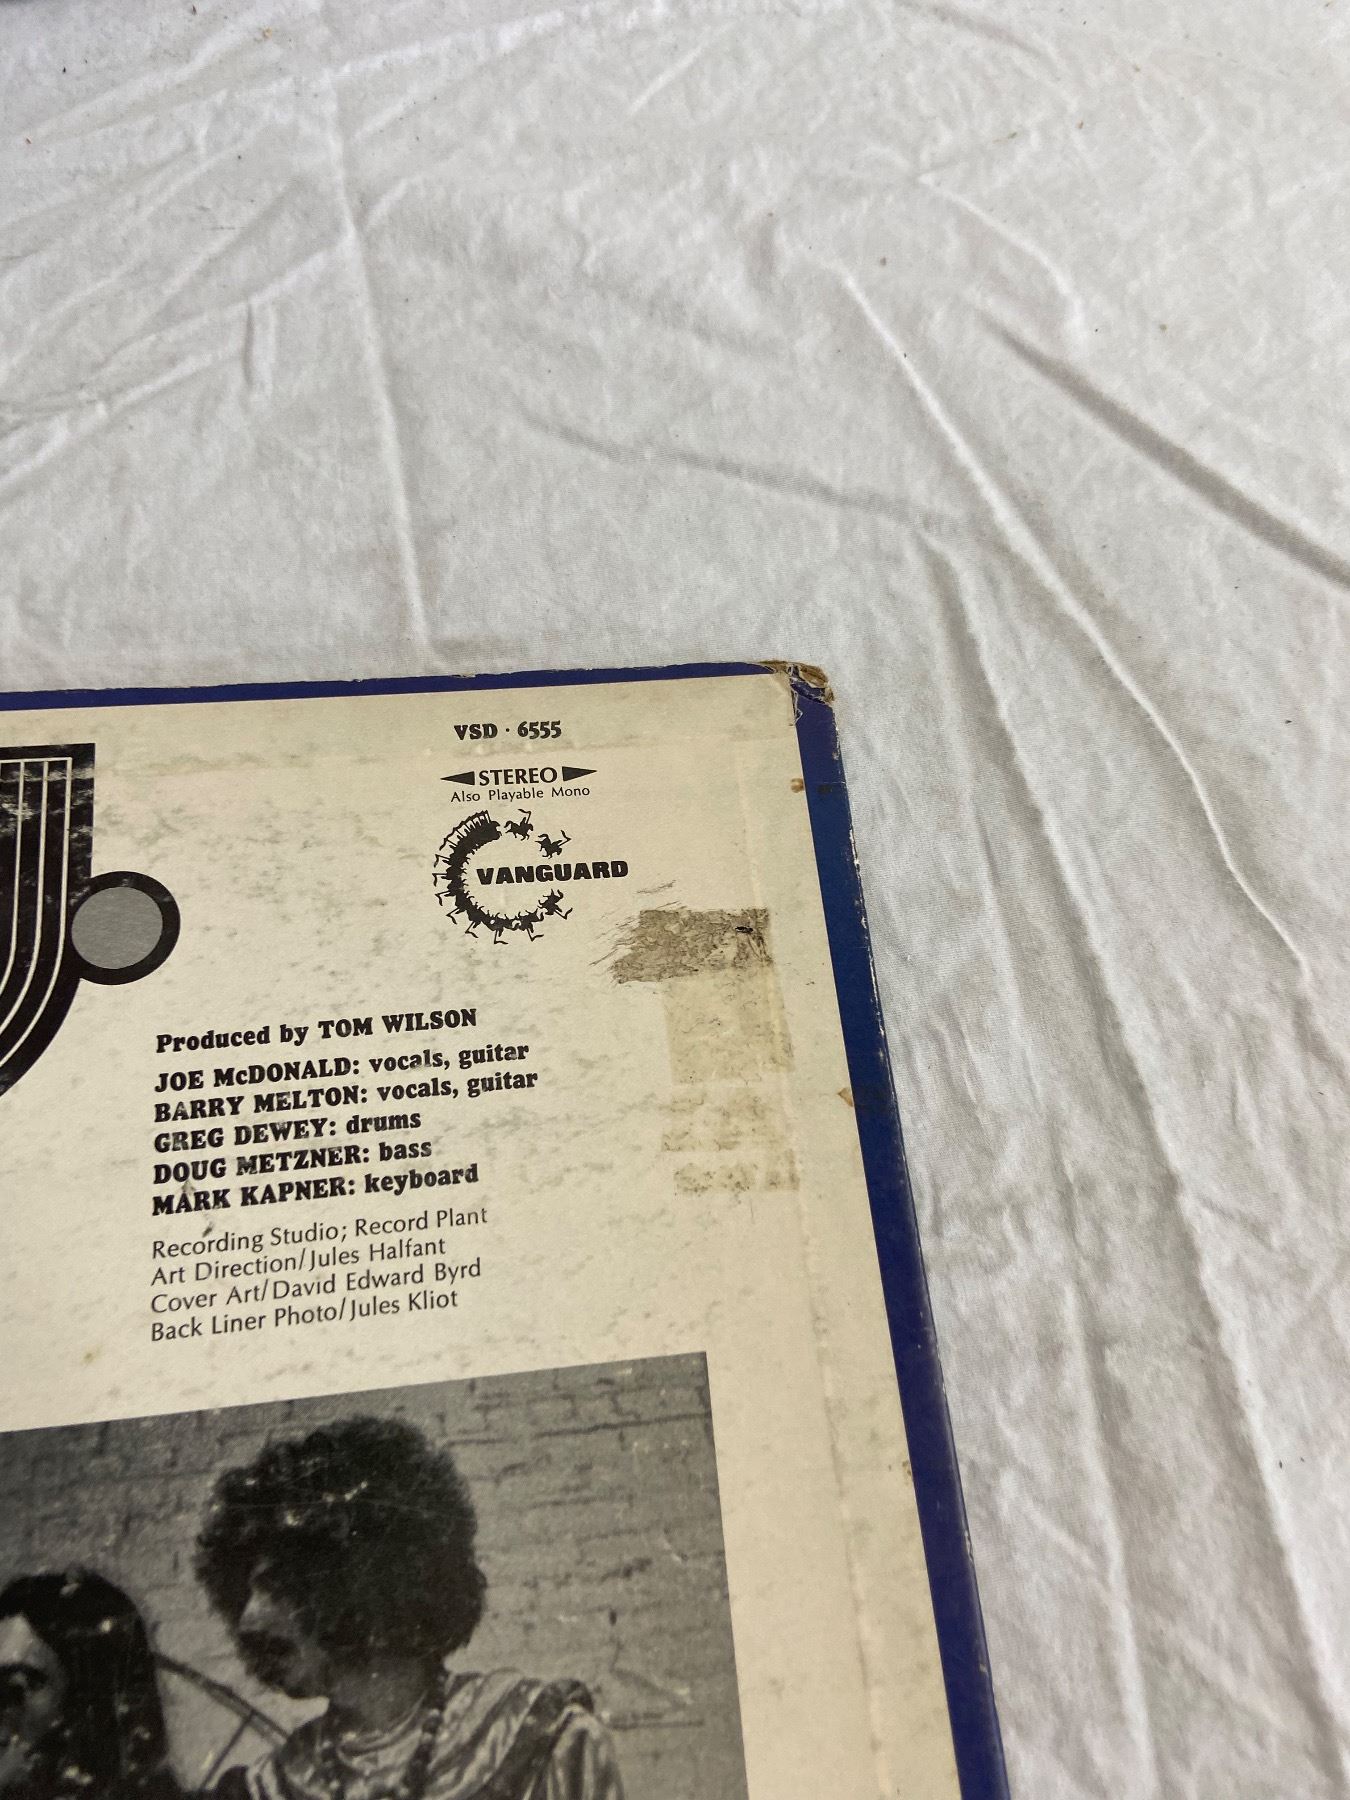 VSD · 6555
STEREO
Also Playable Mono
VANGUARD
Produced by TOM WILSON
JOE McDONALD: vocals, guitar
BARRY MELTON: vocals, guitar
GREG DEWEY: drums
DOUG METZNER: bass
MARK KAPNER: keyboard
Recording Studio; Record Plant
Art Direction/Jules Halfant
Cover Art/David Edward Byrd
Back Liner Photo/Jules Kliot